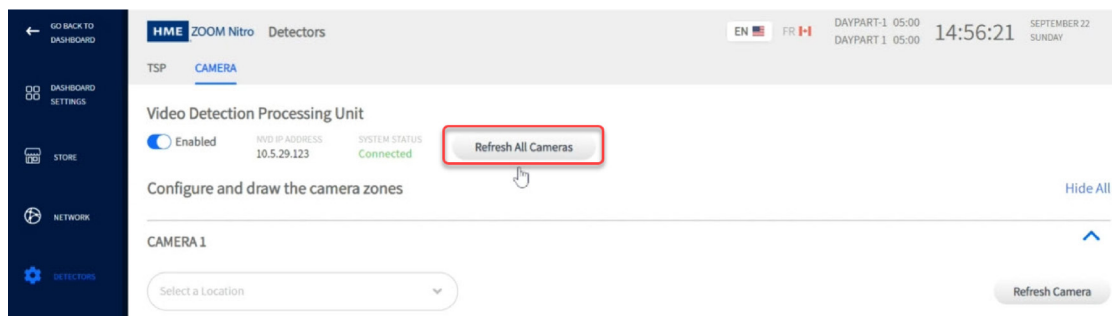 GO BACK TO
DASHBOARD
HME ZOOM Nitro Detectors
EN FR
DAYPART-1 05:00
DAYPART 1 05:00
14:56:21
SEPTEMBER 22
SUNDAY
TSP CAMERA
DASHBOARD
SETTINGS
STORE
NETWORK
DETECTORS
Video Detection Processing Unit
Enabled
NVD IP ADDRESS
10.5.29.123
SYSTEM STATUS
Connected
Refresh All Cameras
Configure and draw the camera zones
Hide All
CAMERA 1
Select a Location
Refresh Camera